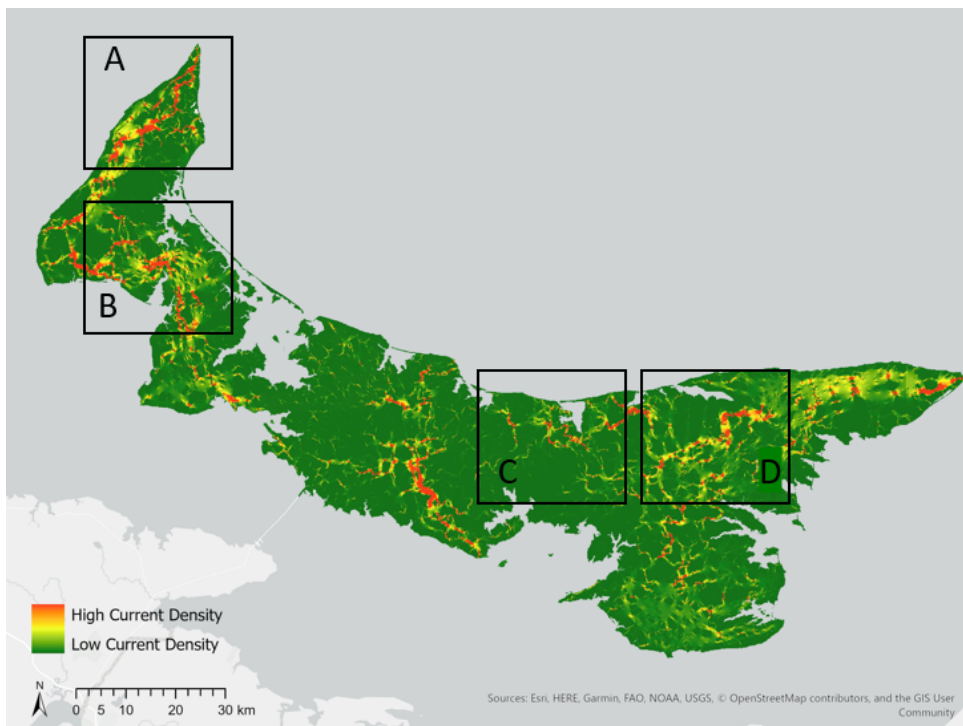 A
B
C
D
High Current Density
Low Current Density
N
0 5 10 20 30 km
Sources: Esri, HERE, Garmin, FAO, NOAA, USGS, © OpenStreetMap contributors, and the GIS User
Community